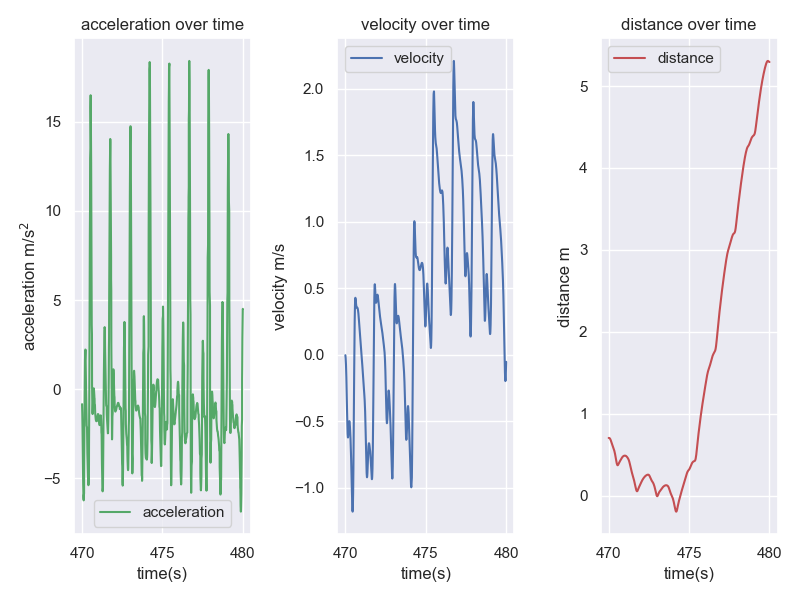 acceleration over time
acceleration m/s²
15
10
5
0
−5
acceleration
470 475 480
time(s)
velocity over time
velocity m/s
velocity
2.0
1.5
1.0
0.5
0.0
−0.5
−1.0
470 475 480
time(s)
distance over time
distance m
distance
5
4
3
2
1
0
470 475 480
time(s)